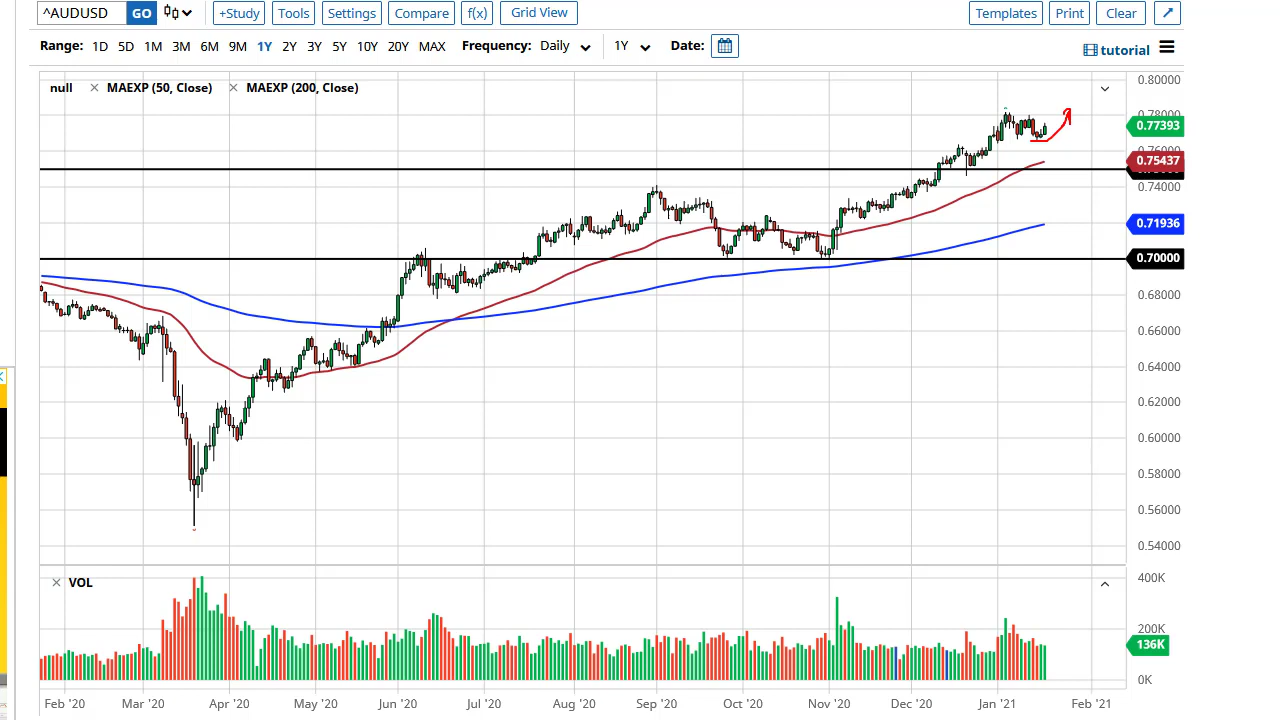 ^AUDUSD GO +Study Tools Settings Compare f(x) Grid View Templates Print Clear
Range: 1D 5D 1M 3M 6M 9M 1Y 2Y 3Y 5Y 10Y 20Y MAX Frequency: Daily 1Y Date: tutorial
null × MAEXP (50, Close) × MAEXP (200, Close)
0.80000
0.78000
0.77393
0.76000
0.75437
0.74000
0.71936
0.70000
0.68000
0.66000
0.64000
0.62000
0.60000
0.58000
0.56000
0.54000
× VOL
400K
200K
136K
0K
Feb '20 Mar '20 Apr '20 May '20 Jun '20 Jul '20 Aug '20 Sep '20 Oct '20 Nov '20 Dec '20 Jan '21 Feb '21